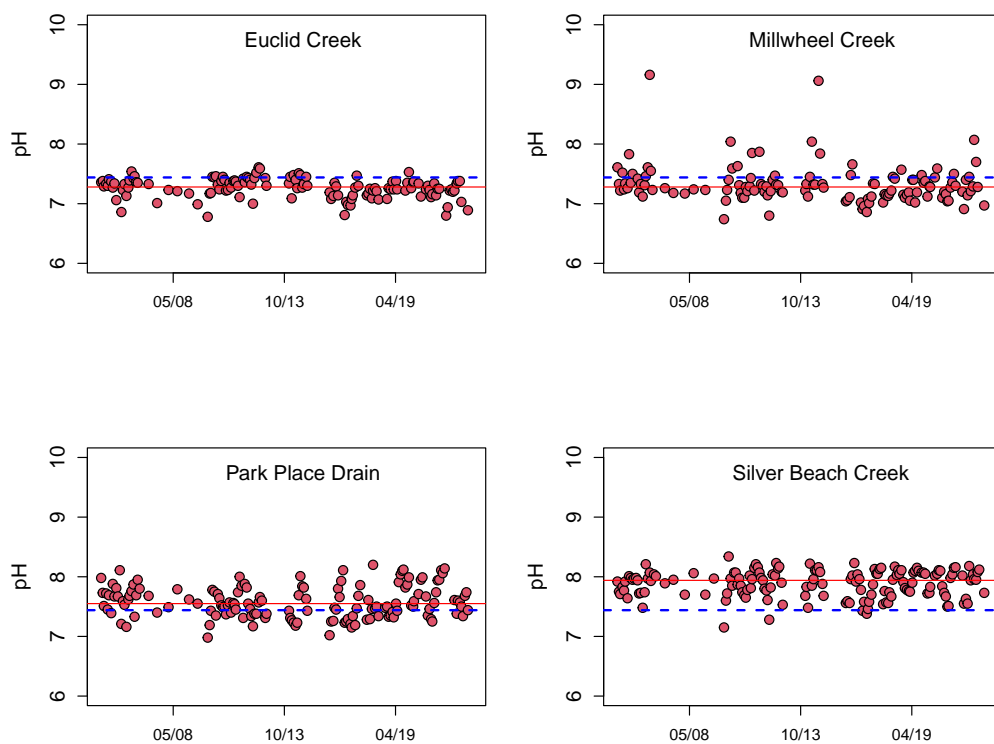 Euclid Creek
pH
10
9
8
7
6
05/08 10/13 04/19
Millwheel Creek
pH
10
9
8
7
6
05/08 10/13 04/19
Park Place Drain
pH
10
9
8
7
6
05/08 10/13 04/19
Silver Beach Creek
pH
10
9
8
7
6
05/08 10/13 04/19